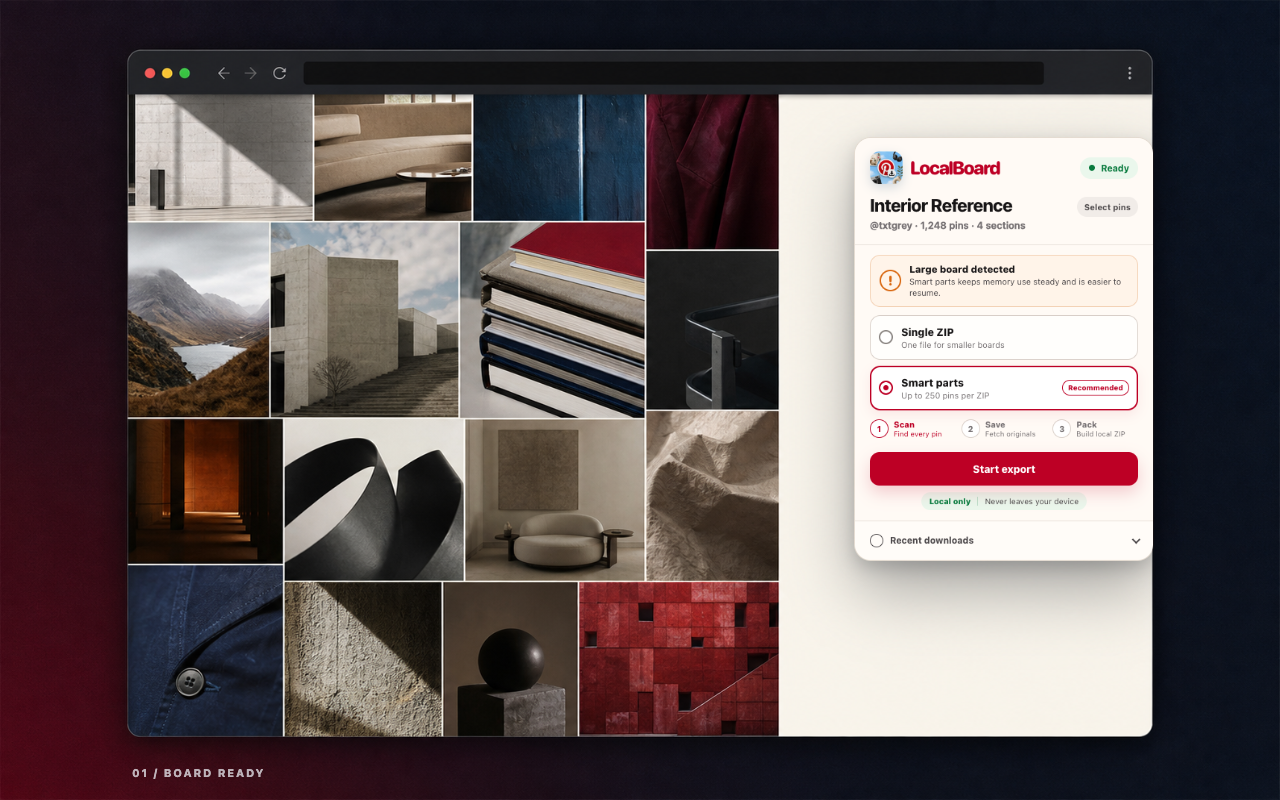 LocalBoard
Ready
Interior Reference
Select pins
@txtgrey · 1,248 pins · 4 sections
Large board detected
Smart parts keeps memory use steady and is easier to
resume.
Single ZIP
One file for smaller boards
Smart parts
Up to 250 pins per ZIP
Recommended
1 Scan
Find every pin
2 Save
Fetch originals
3 Pack
Build local ZIP
Start export
Local only | Never leaves your device
Recent downloads
01 / BOARD READY